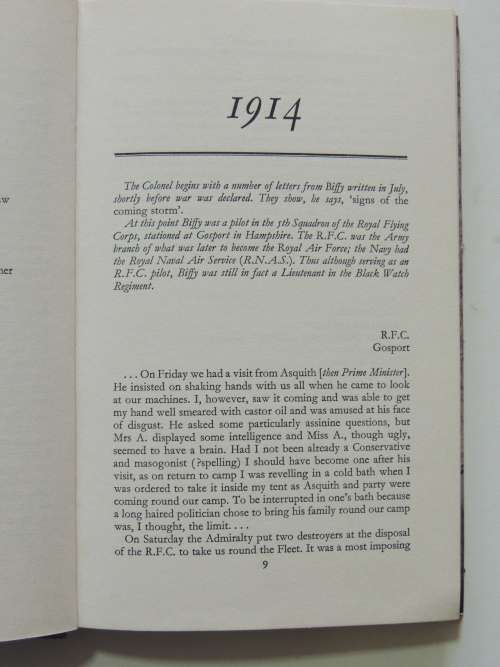 1914
The Colonel begins with a number of letters from Biffy written in July,
shortly before war was declared. They show, he says, 'signs of the
coming storm'.
At this point Biffy was a pilot in the 5th Squadron of the Royal Flying
Corps, stationed at Gosport in Hampshire. The R.F.C. was the Army
branch of what was later to become the Royal Air Force; the Navy had
the Royal Naval Air Service (R.N.A.S.). Thus although serving as an
R.F.C. pilot, Biffy was still in fact a Lieutenant in the Black Watch
Regiment.
R.F.C.
Gosport
. . . On Friday we had a visit from Asquith [then Prime Minister].
He insisted on shaking hands with us all when he came to look
at our machines. I, however, saw it coming and was able to get
my hand well smeared with castor oil and was amused at his face
of disgust. He asked some particularly assinine questions, but
Mrs A. displayed some intelligence and Miss A., though ugly,
seemed to have a brain. Had I not been already a Conservative
and masogonist (?spelling) I should have become one after his
visit, as on return to camp I was revelling in a cold bath when I
was ordered to take it inside my tent as Asquith and party were
coming round our camp. To be interrupted in one's bath because
a long haired politician chose to bring his family round our camp
was, I thought, the limit. . . .
On Saturday the Admiralty put two destroyers at the disposal
of the R.F.C. to take us round the Fleet. It was a most imposing
9